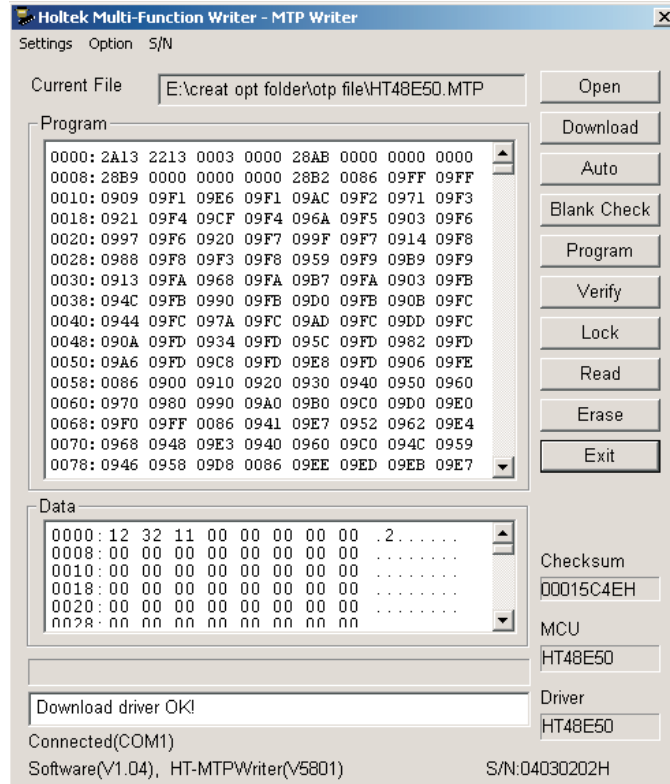 Holtek Multi-Function Writer - MTP Writer
Settings Option S/N
Current File E:\creat opt folder\otp file\HT48E50.MTP
Program
0000: 2A13 2213 0003 0000 28AB 0000 0000 0000
0008: 28B9 0000 0000 0000 28B2 0086 09FF 09FF
0010: 0909 09F1 09E6 09F1 09AC 09F2 0971 09F3
0018: 0921 09F4 09CF 09F4 096A 09F5 0903 09F6
0020: 0997 09F6 0920 09F7 099F 09F7 0914 09F8
0028: 0988 09F8 09F3 09F8 0959 09F9 09B9 09F9
0030: 0913 09FA 0968 09FA 09B7 09FA 0903 09FB
0038: 094C 09FB 0990 09FB 09D0 09FB 090B 09FC
0040: 0944 09FC 097A 09FC 09AD 09FC 09DD 09FC
0048: 090A 09FD 0934 09FD 095C 09FD 0982 09FD
0050: 09A6 09FD 09C8 09FD 09E8 09FD 0906 09FE
0058: 0086 0900 0910 0920 0930 0940 0950 0960
0060: 0970 0980 0990 09A0 09B0 09C0 09D0 09E0
0068: 09F0 09FF 0086 0941 09E7 0952 0962 09E4
0070: 0968 0948 09E3 0940 0960 09C0 094C 0959
0078: 0946 0958 09D8 0086 09EE 09ED 09EB 09E7
Data
0000: 12 32 11 00 00 00 00 00 .2......
0008: 00 00 00 00 00 00 00 00 ........
0010: 00 00 00 00 00 00 00 00 ........
0018: 00 00 00 00 00 00 00 00 ........
0020: 00 00 00 00 00 00 00 00 ........
0028: 00 00 00 00 00 00 00 00
Download driver OK!
Connected(COM1)
Software(V1.04), HT-MTPWriter(V5801)
Open
Download
Auto
Blank Check
Program
Verify
Lock
Read
Erase
Exit
Checksum
00015C4EH
MCU
HT48E50
Driver
HT48E50
S/N:04030202H